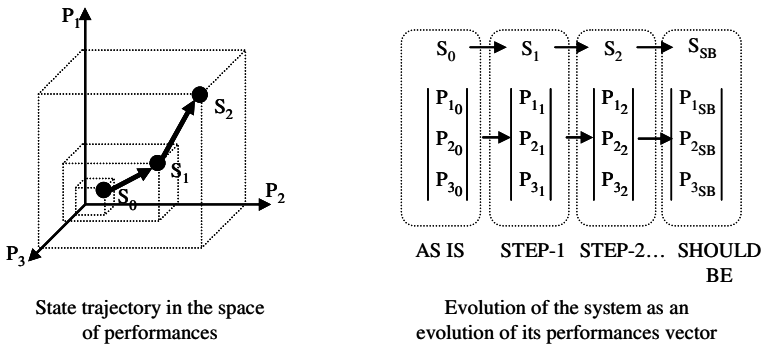 P1
S2
S1
P2
S0
P3
State trajectory in the space
of performances
S0 S1 S2 SSB
P10 P11 P12 P1SB
P20 P21 P22 P2SB
P30 P31 P32 P3SB
AS IS STEP-1 STEP-2... SHOULD
BE
Evolution of the system as an
evolution of its performances vector